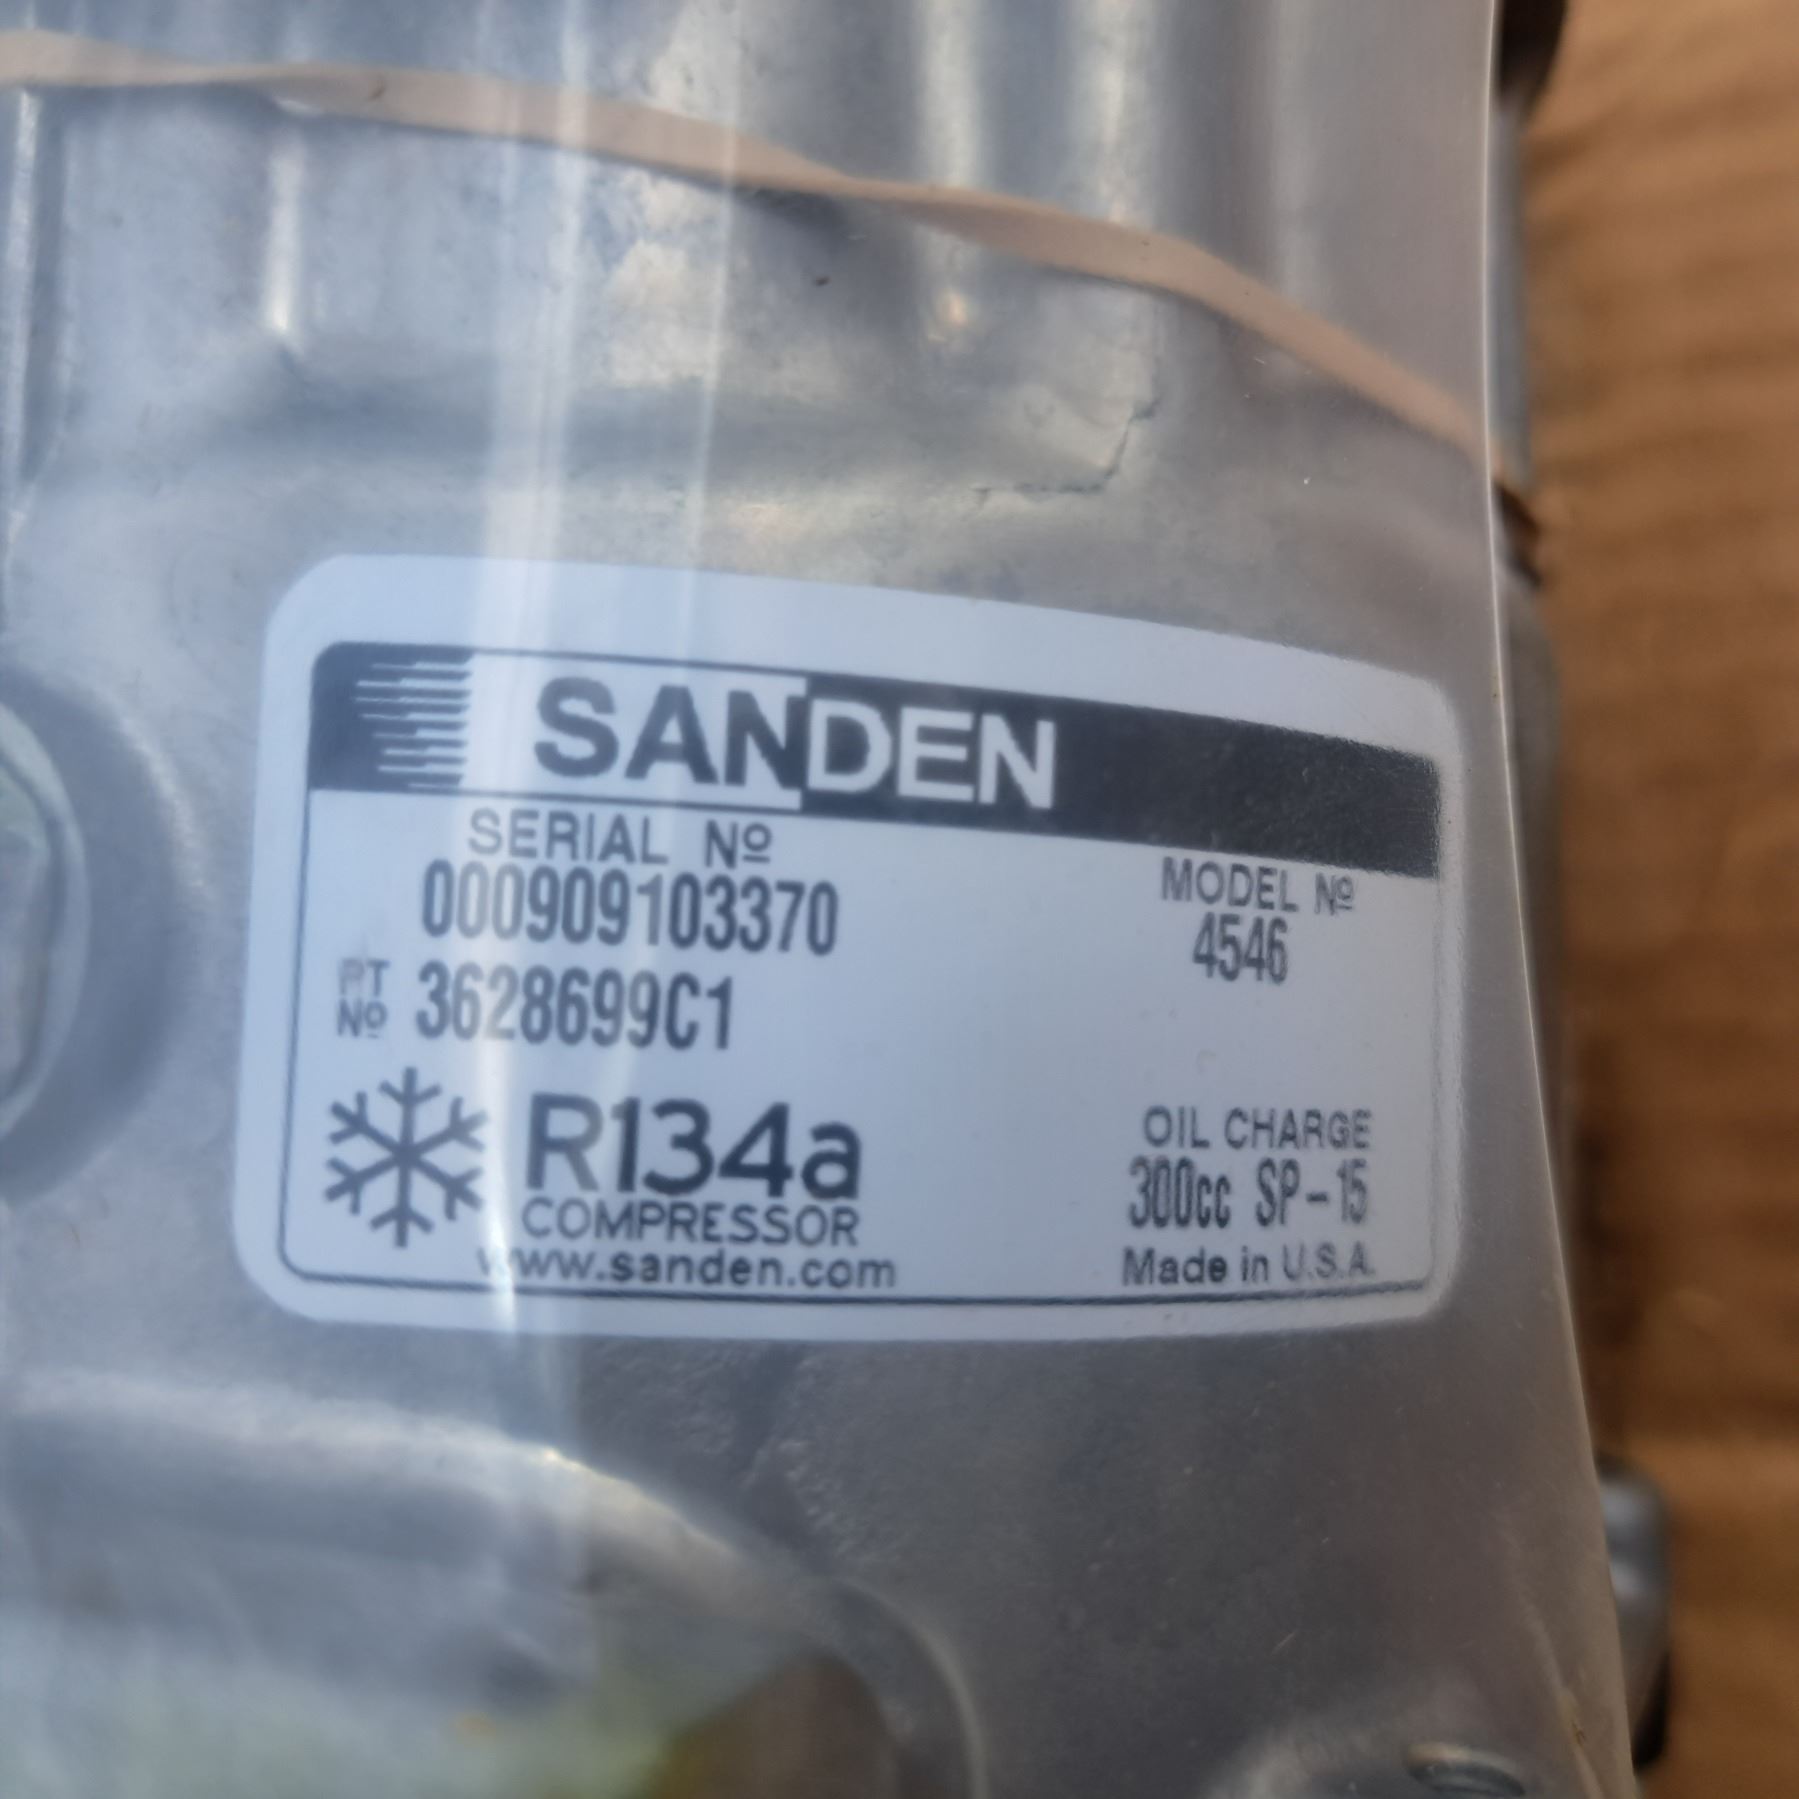 SANDEN
SERIAL Nº
000909103370
MODEL Nº
4546
PT Nº 3628699C1
R134a
COMPRESSOR
www.sanden.com
OIL CHARGE
300cc SP-15
Made in U.S.A.